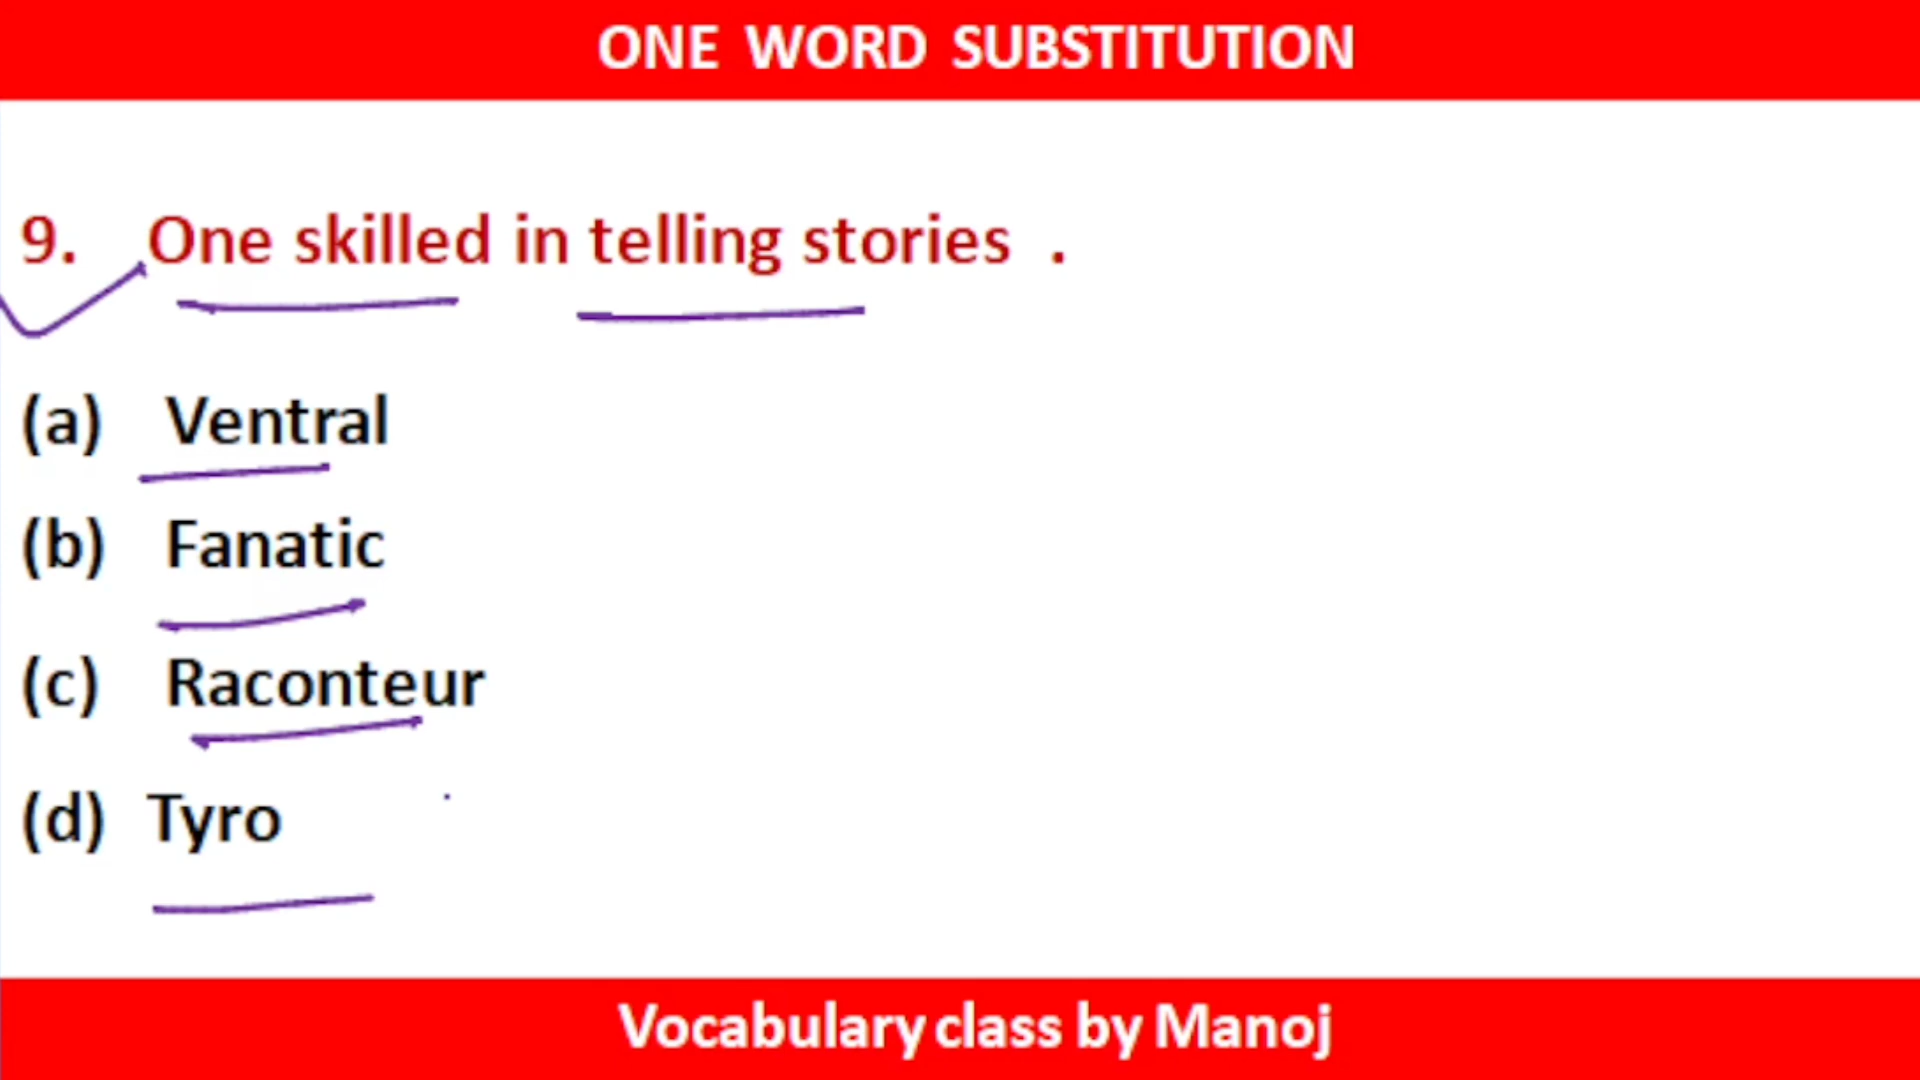 ONE WORD SUBSTITUTION
9. One skilled in telling stories .
(a) Ventral
(b) Fanatic
(c) Raconteur
(d) Tyro
Vocabulary class by Manoj